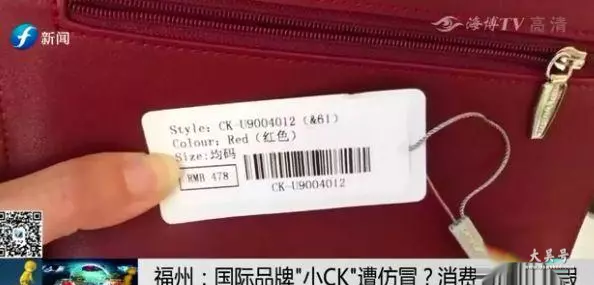 新闻
海博TV 高清
Style: CK-U9004012 (&61)
Colour: Red (红色)
Size: 均码
RMB 478
CK-U9004012
大吴号
福州：国际品牌"小CK"遭仿冒？消费